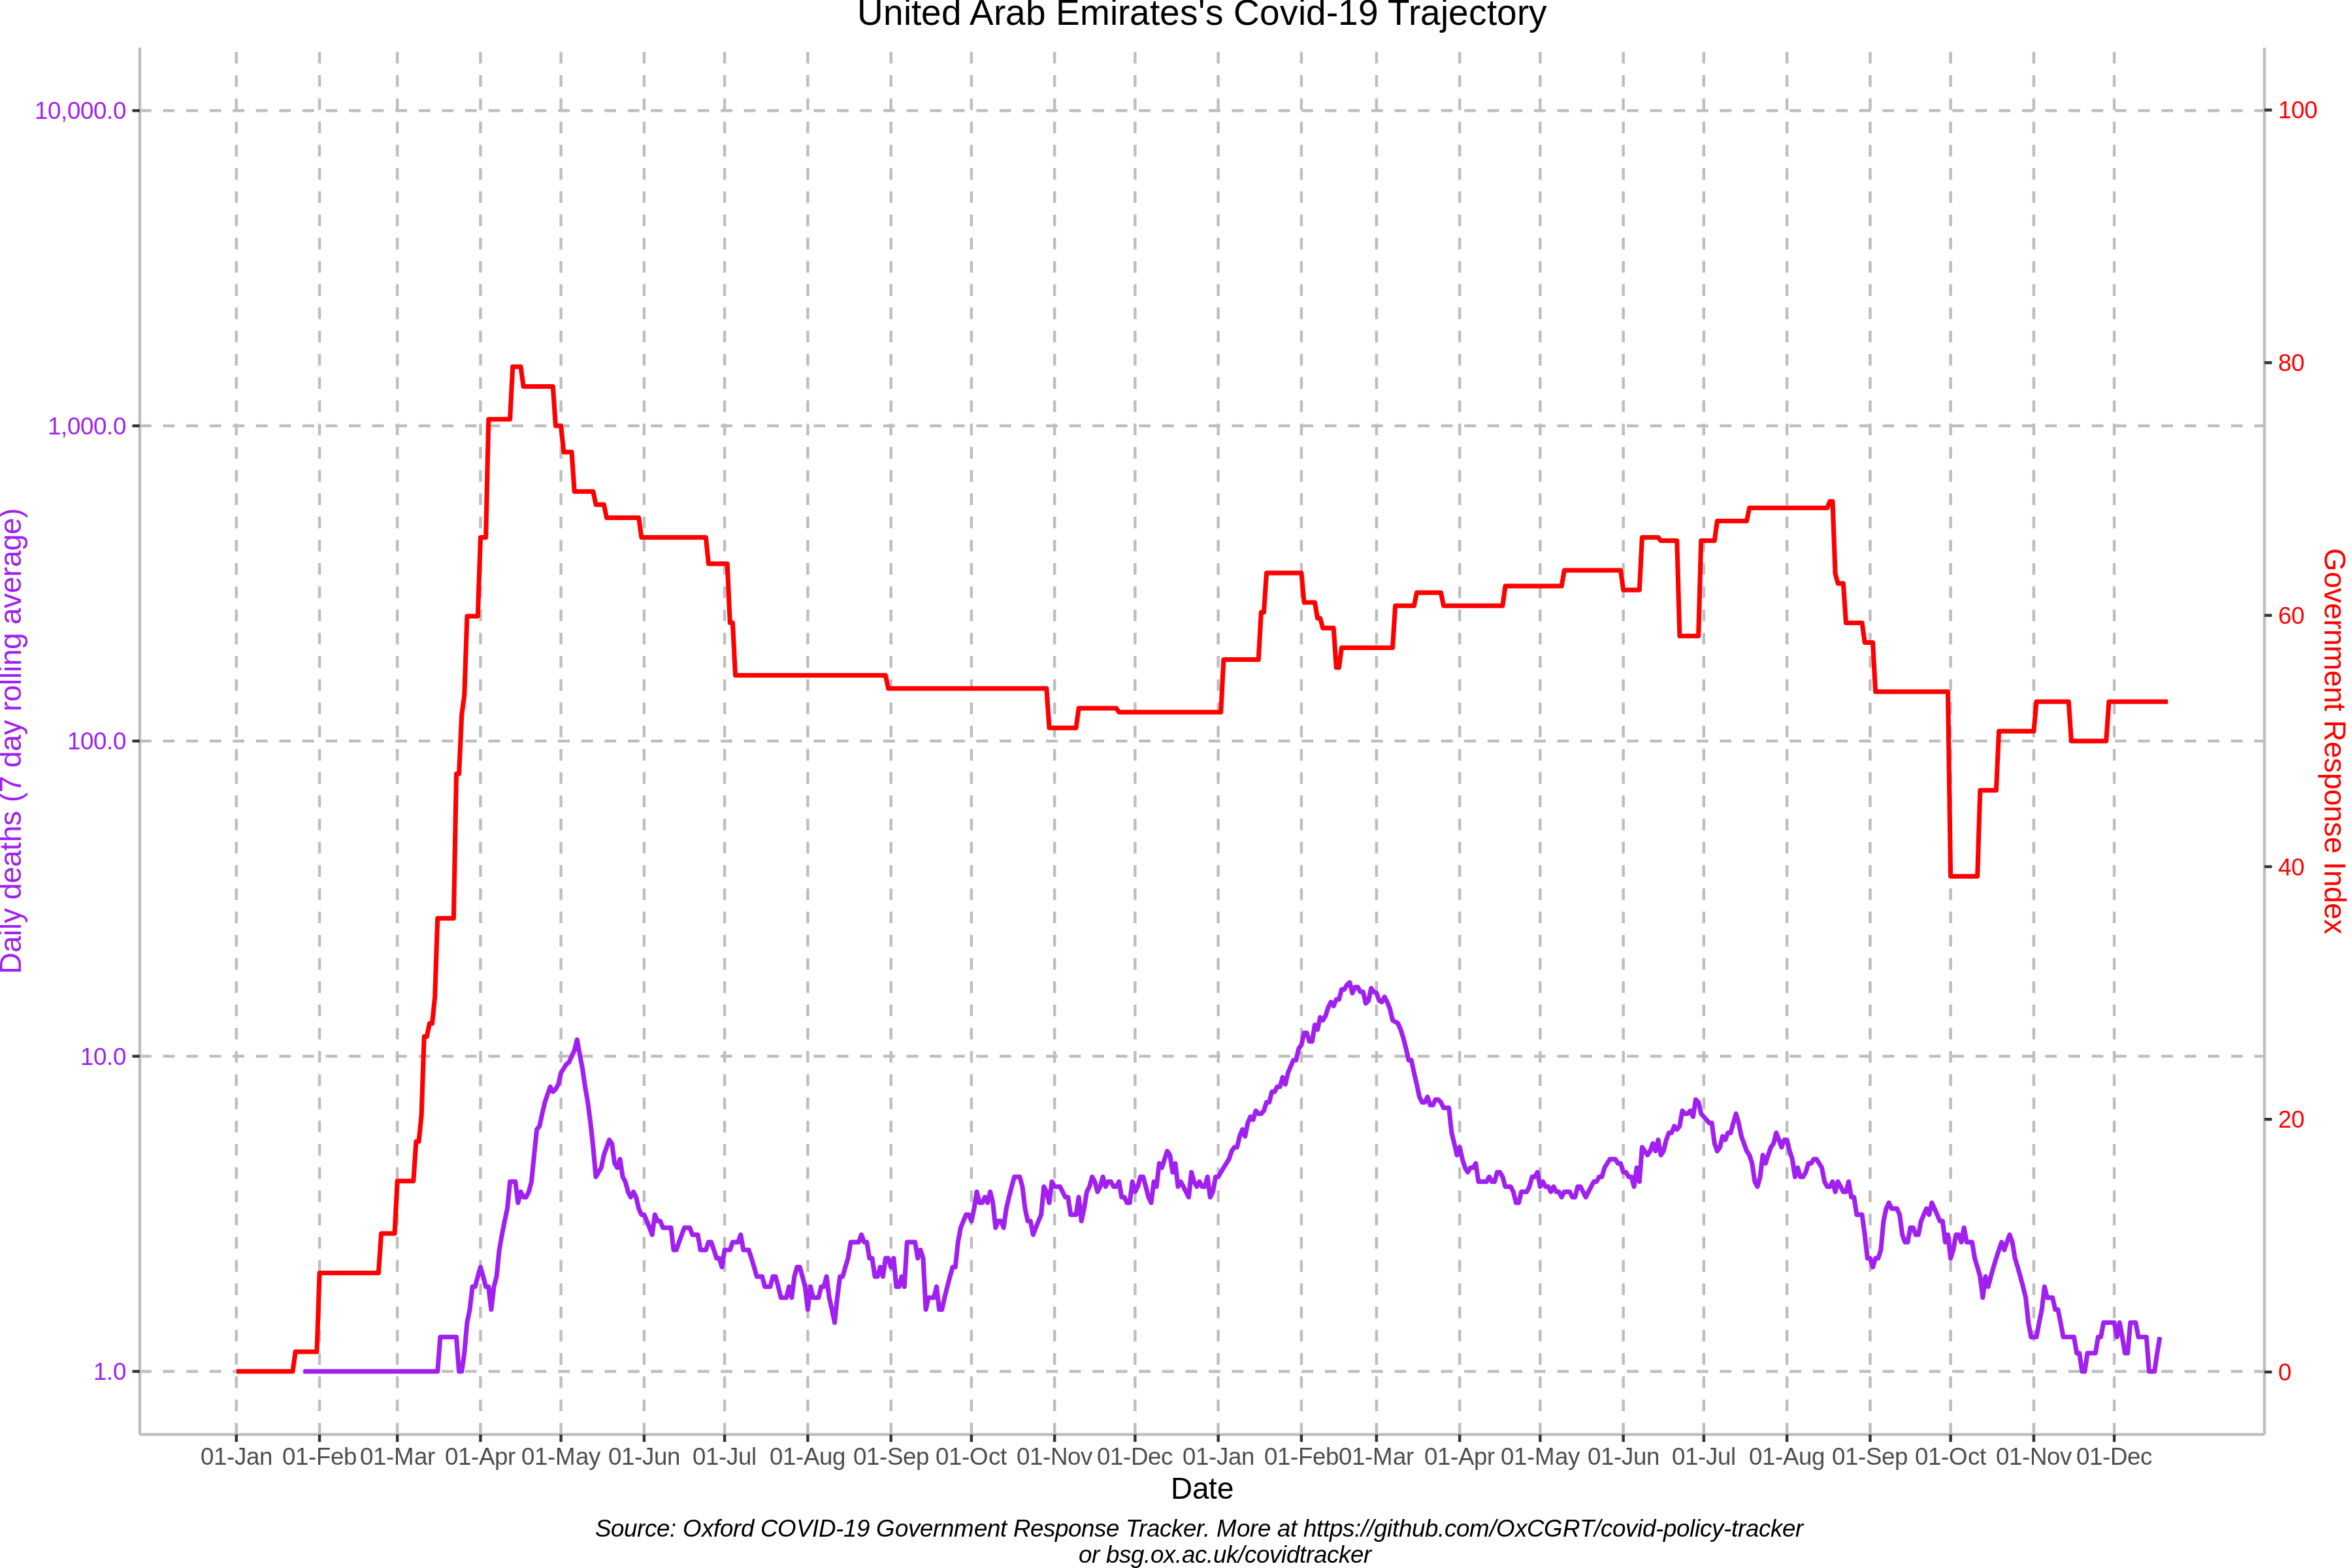 United Arab Emirates's Covid-19 Trajectory
10,000.0
1,000.0
100.0
10.0
1.0
Daily deaths (7 day rolling average)
100
80
60
40
20
0
Government Response Index
01-Jan 01-Feb 01-Mar 01-Apr 01-May 01-Jun 01-Jul 01-Aug 01-Sep 01-Oct 01-Nov 01-Dec 01-Jan 01-Feb 01-Mar 01-Apr 01-May 01-Jun 01-Jul 01-Aug 01-Sep 01-Oct 01-Nov 01-Dec
Date
Source: Oxford COVID-19 Government Response Tracker. More at https://github.com/OxCGRT/covid-policy-tracker
or bsg.ox.ac.uk/covidtracker